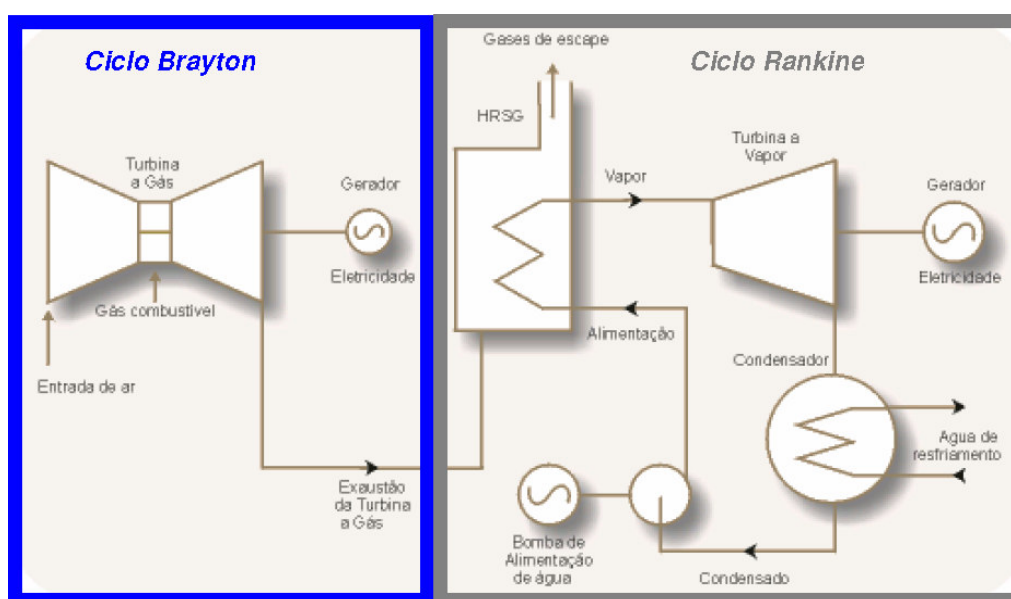 Ciclo Brayton
Turbina
a Gás
Gerador
Eletricidade
Gás combustível
Entrada de ar
Exaustão
da Turbina
a Gás
Ciclo Rankine
Gases de escape
HRSG
Vapor
Turbina a
Vapor
Gerador
Eletricidade
Alimentação
Condensador
Agua de
resfriamento
Bomba de
Alimentação
de água
Condensado